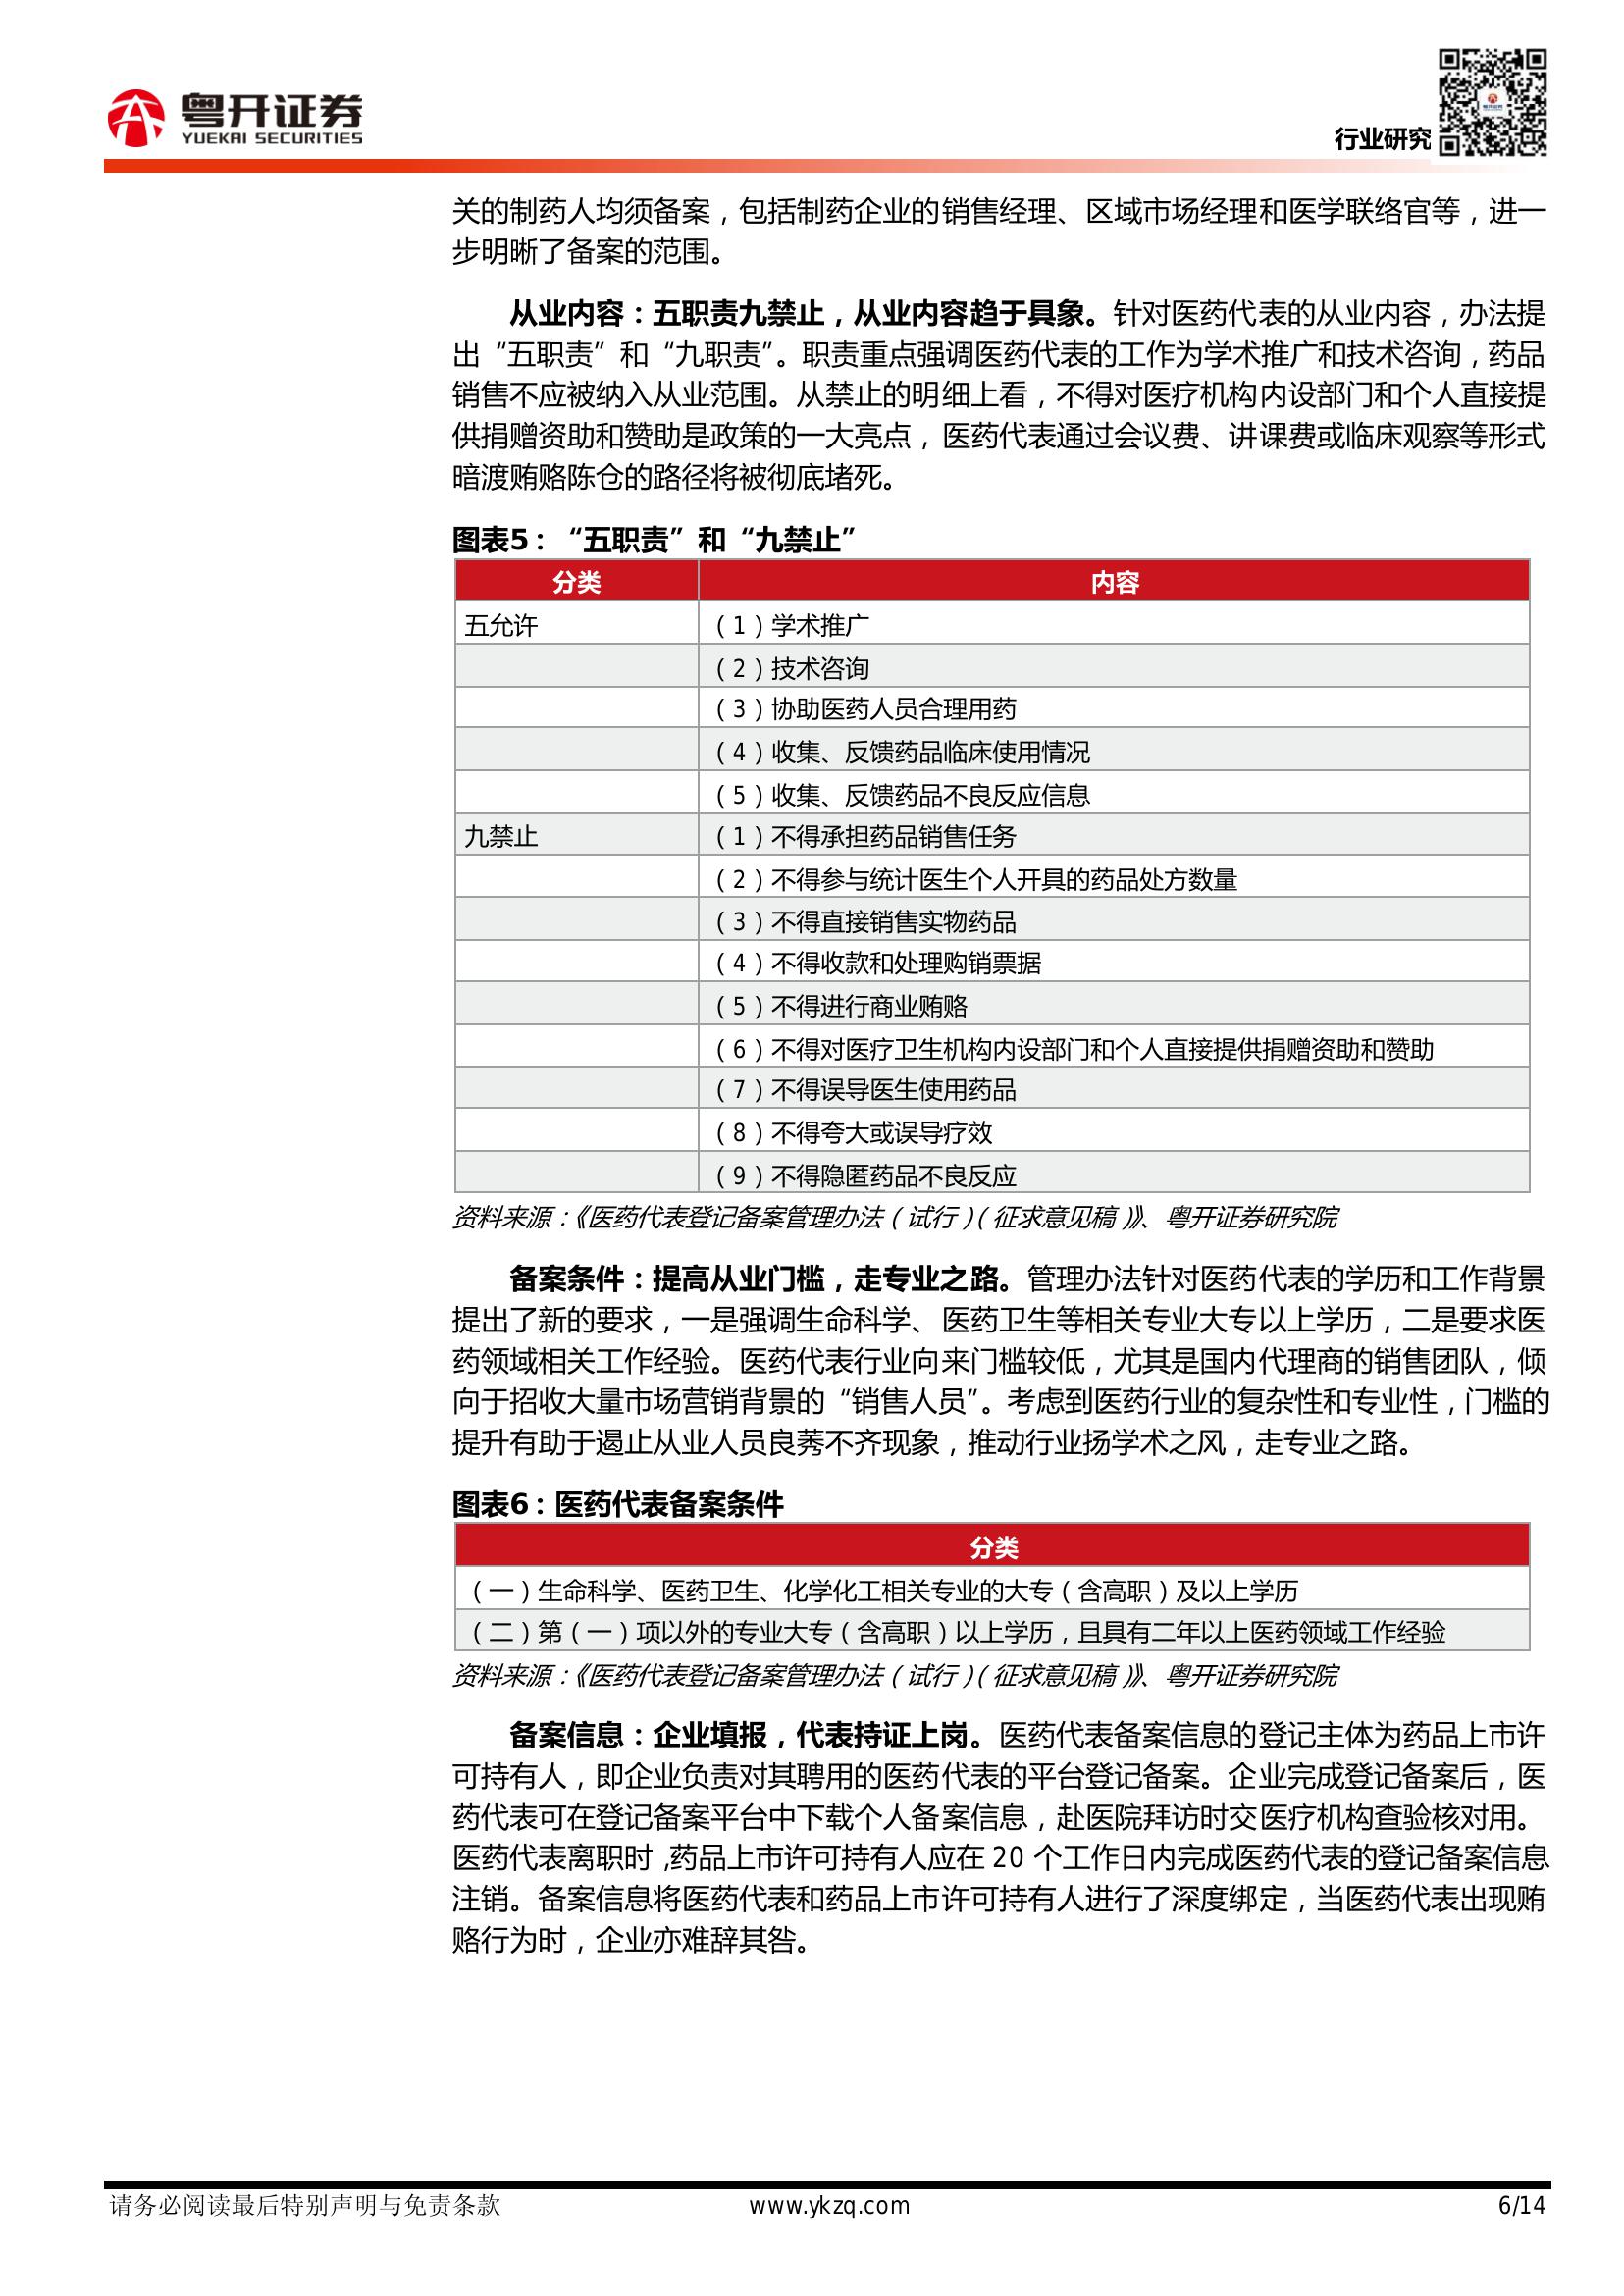 粤开证券
YUEKAI SECURITIES
行业研究
关的制药人均须备案，包括制药企业的销售经理、区域市场经理和医学联络官等，进一
步明晰了备案的范围。
从业内容：五职责九禁止，从业内容趋于具象。针对医药代表的从业内容，办法提
出“五职责”和“九职责”。职责重点强调医药代表的工作为学术推广和技术咨询，药品
销售不应被纳入从业范围。从禁止的明细上看，不得对医疗机构内设部门和个人直接提
供捐赠资助和赞助是政策的一大亮点，医药代表通过会议费、讲课费或临床观察等形式
暗渡贿赂陈仓的路径将被彻底堵死。
图表5：“五职责”和“九禁止”
分类 内容
五允许 （1）学术推广
（2）技术咨询
（3）协助医药人员合理用药
（4）收集、反馈药品临床使用情况
（5）收集、反馈药品不良反应信息
九禁止 （1）不得承担药品销售任务
（2）不得参与统计医生个人开具的药品处方数量
（3）不得直接销售实物药品
（4）不得收款和处理购销票据
（5）不得进行商业贿赂
（6）不得对医疗卫生机构内设部门和个人直接提供捐赠资助和赞助
（7）不得误导医生使用药品
（8）不得夸大或误导疗效
（9）不得隐匿药品不良反应
资料来源：《医药代表登记备案管理办法（试行）（征求意见稿）》、粤开证券研究院
备案条件：提高从业门槛，走专业之路。管理办法针对医药代表的学历和工作背景
提出了新的要求，一是强调生命科学、医药卫生等相关专业大专以上学历，二是要求医
药领域相关工作经验。医药代表行业向来门槛较低，尤其是国内代理商的销售团队，倾
向于招收大量市场营销背景的“销售人员”。考虑到医药行业的复杂性和专业性，门槛的
提升有助于遏止从业人员良莠不齐现象，推动行业扬学术之风，走专业之路。
图表6：医药代表备案条件
分类
（一）生命科学、医药卫生、化学化工相关专业的大专（含高职）及以上学历
（二）第（一）项以外的专业大专（含高职）以上学历，且具有二年以上医药领域工作经验
资料来源：《医药代表登记备案管理办法（试行）（征求意见稿）》、粤开证券研究院
备案信息：企业填报，代表持证上岗。医药代表备案信息的登记主体为药品上市许
可持有人，即企业负责对其聘用的医药代表的平台登记备案。企业完成登记备案后，医
药代表可在登记备案平台中下载个人备案信息，赴医院拜访时交医疗机构查验核对用。
医药代表离职时，药品上市许可持有人应在 20 个工作日内完成医药代表的登记备案信息
注销。备案信息将医药代表和药品上市许可持有人进行了深度绑定，当医药代表出现贿
赂行为时，企业亦难辞其咎。
请务必阅读最后特别声明与免责条款 www.ykzq.com 6/14